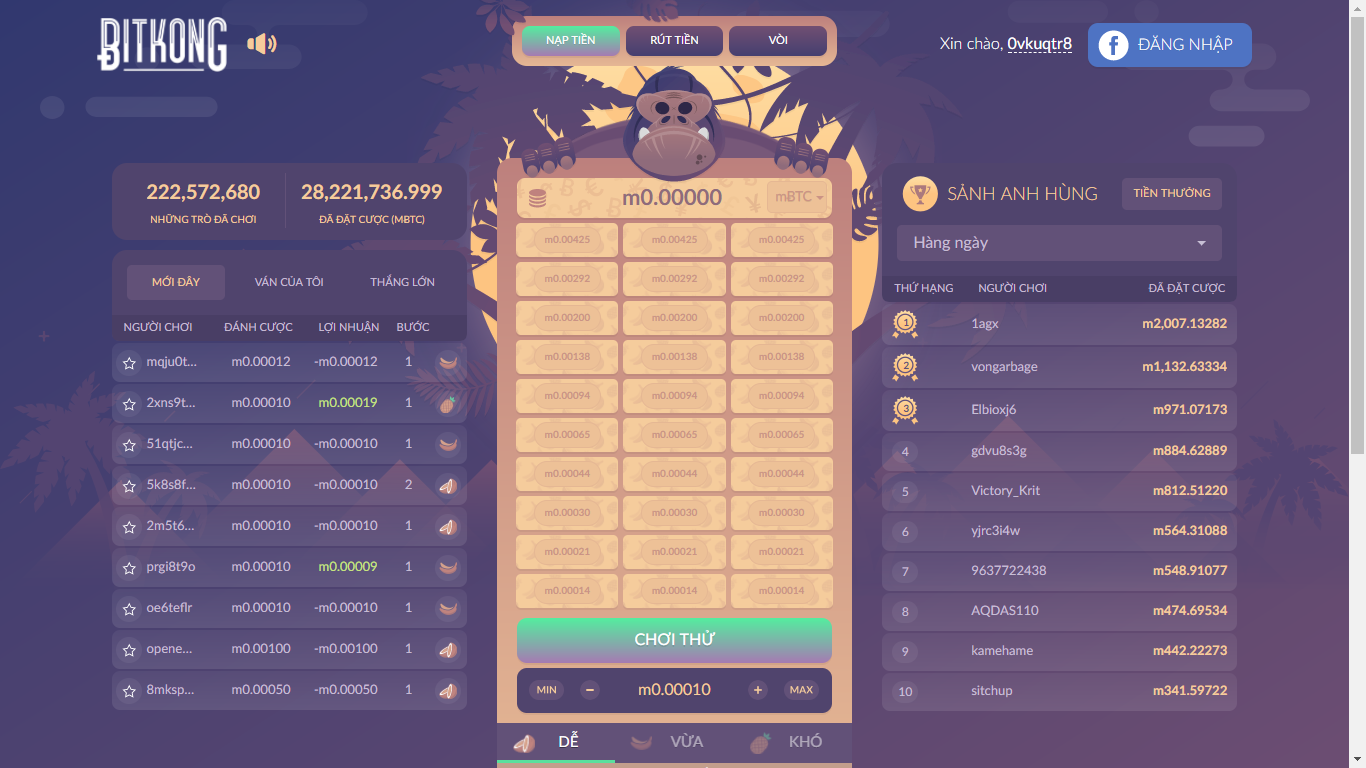 BITKONG
NẠP TIỀN RÚT TIỀN VÒI
Xin chào, 0vkuqtr8 ĐĂNG NHẬP
222,572,680 28,221,736.999
NHỮNG TRÒ ĐÃ CHƠI ĐÃ ĐẶT CƯỢC (MBTC)
MỚI ĐÂY VÁN CỦA TÔI THẮNG LỚN
NGƯỜI CHƠI ĐÁNH CƯỢC LỢI NHUẬN BƯỚC
mqju0t... m0.00012 -m0.00012 1
2xns9t... m0.00010 m0.00019 1
51qtjc... m0.00010 -m0.00010 1
5k8s8f... m0.00010 -m0.00010 2
2m5t6... m0.00010 -m0.00010 1
prgi8t9o m0.00010 m0.00009 1
oe6teflr m0.00010 -m0.00010 1
opene... m0.00100 -m0.00100 1
8mksp... m0.00050 -m0.00050 1
m0.00000 mBTC
m0.00425 m0.00425 m0.00425
m0.00292 m0.00292 m0.00292
m0.00200 m0.00200 m0.00200
m0.00138 m0.00138 m0.00138
m0.00094 m0.00094 m0.00094
m0.00065 m0.00065 m0.00065
m0.00044 m0.00044 m0.00044
m0.00030 m0.00030 m0.00030
m0.00021 m0.00021 m0.00021
m0.00014 m0.00014 m0.00014
CHƠI THỬ
MIN − m0.00010 + MAX
DỄ VỪA KHÓ
SẢNH ANH HÙNG TIỀN THƯỞNG
Hàng ngày
THỨ HẠNG NGƯỜI CHƠI ĐÃ ĐẶT CƯỢC
1 1agx m2,007.13282
2 vongarbage m1,132.63334
3 Elbioxj6 m971.07173
4 gdvu8s3g m884.62889
5 Victory_Krit m812.51220
6 yjrc3i4w m564.31088
7 9637722438 m548.91077
8 AQDAS110 m474.69534
9 kamehame m442.22273
10 sitchup m341.59722